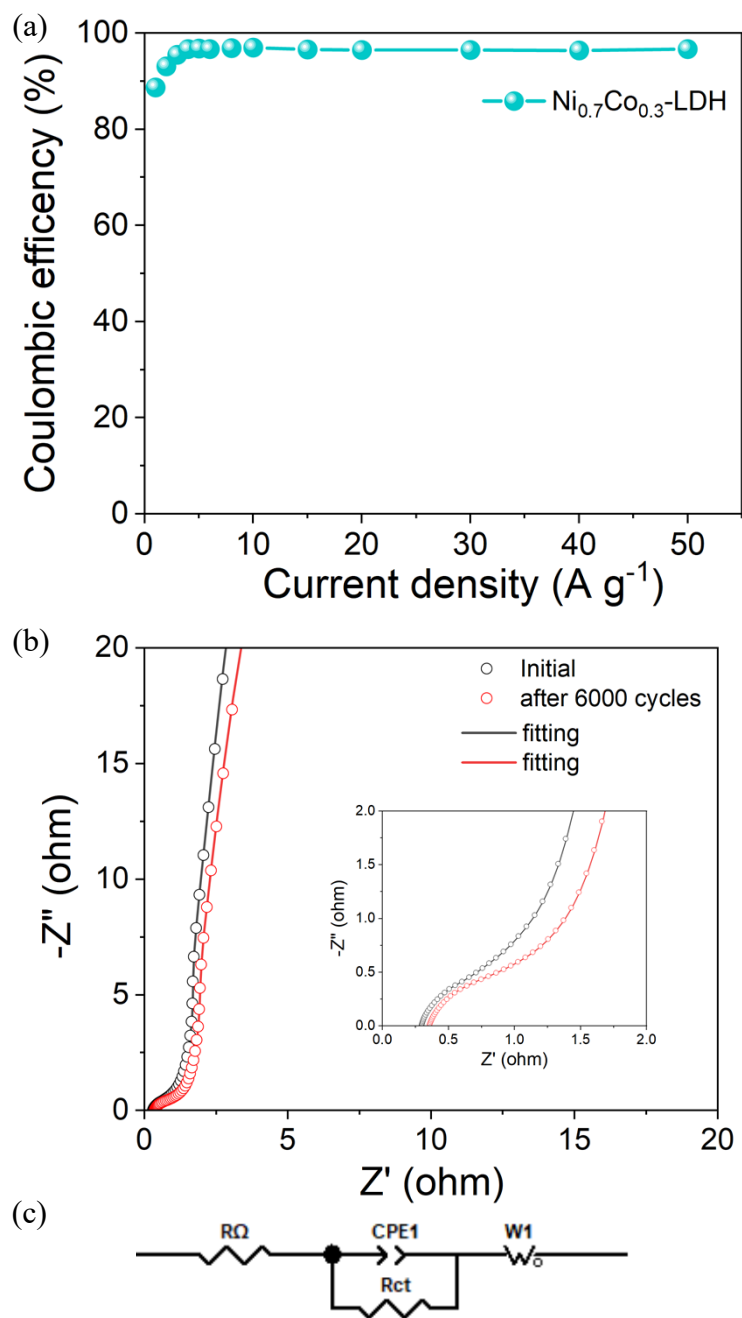 (a)
100
80
60
40
20
0
Coulombic efficency (%)
Ni0.7Co0.3-LDH
0 10 20 30 40 50
Current density (A g-1)
(b)
20
15
10
5
0
-Z" (ohm)
Initial
after 6000 cycles
fitting
fitting
2.0
1.5
1.0
0.5
0.0
-Z" (ohm)
0.0 0.5 1.0 1.5 2.0
Z' (ohm)
0 5 10 15 20
Z' (ohm)
(c)
RΩ CPE1 W1
Rct